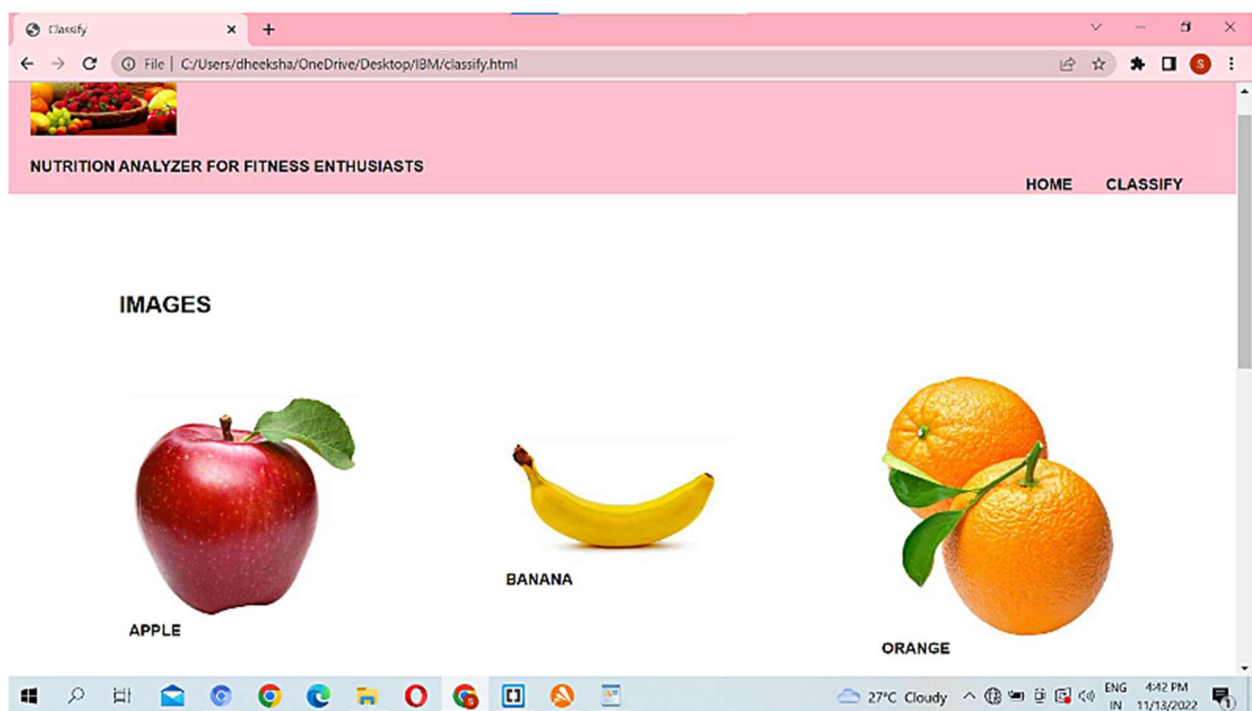 Classify
File | C:/Users/dheeksha/OneDrive/Desktop/IBM/classify.html
S
NUTRITION ANALYZER FOR FITNESS ENTHUSIASTS
HOME CLASSIFY
IMAGES
APPLE
BANANA
ORANGE
27°C Cloudy
ENG
IN
4:42 PM
11/13/2022
1